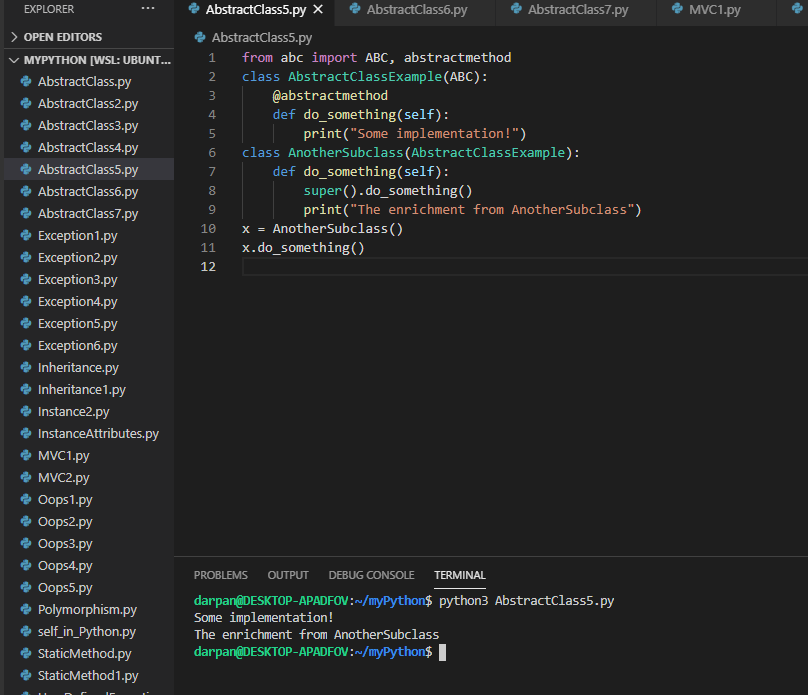 EXPLORER ···
AbstractClass5.py
AbstractClass6.py
AbstractClass7.py
MVC1.py
OPEN EDITORS
MYPYTHON [WSL: UBUNT...
AbstractClass.py
AbstractClass2.py
AbstractClass3.py
AbstractClass4.py
AbstractClass5.py
AbstractClass6.py
AbstractClass7.py
Exception1.py
Exception2.py
Exception3.py
Exception4.py
Exception5.py
Exception6.py
Inheritance.py
Inheritance1.py
Instance2.py
InstanceAttributes.py
MVC1.py
MVC2.py
Oops1.py
Oops2.py
Oops3.py
Oops4.py
Oops5.py
Polymorphism.py
self_in_Python.py
StaticMethod.py
StaticMethod1.py
AbstractClass5.py
1 from abc import ABC, abstractmethod
2 class AbstractClassExample(ABC):
3 @abstractmethod
4 def do_something(self):
5 print("Some implementation!")
6 class AnotherSubclass(AbstractClassExample):
7 def do_something(self):
8 super().do_something()
9 print("The enrichment from AnotherSubclass")
10 x = AnotherSubclass()
11 x.do_something()
12
PROBLEMS OUTPUT DEBUG CONSOLE TERMINAL
darpan@DESKTOP-APADFOV:~/myPython$ python3 AbstractClass5.py
Some implementation!
The enrichment from AnotherSubclass
darpan@DESKTOP-APADFOV:~/myPython$